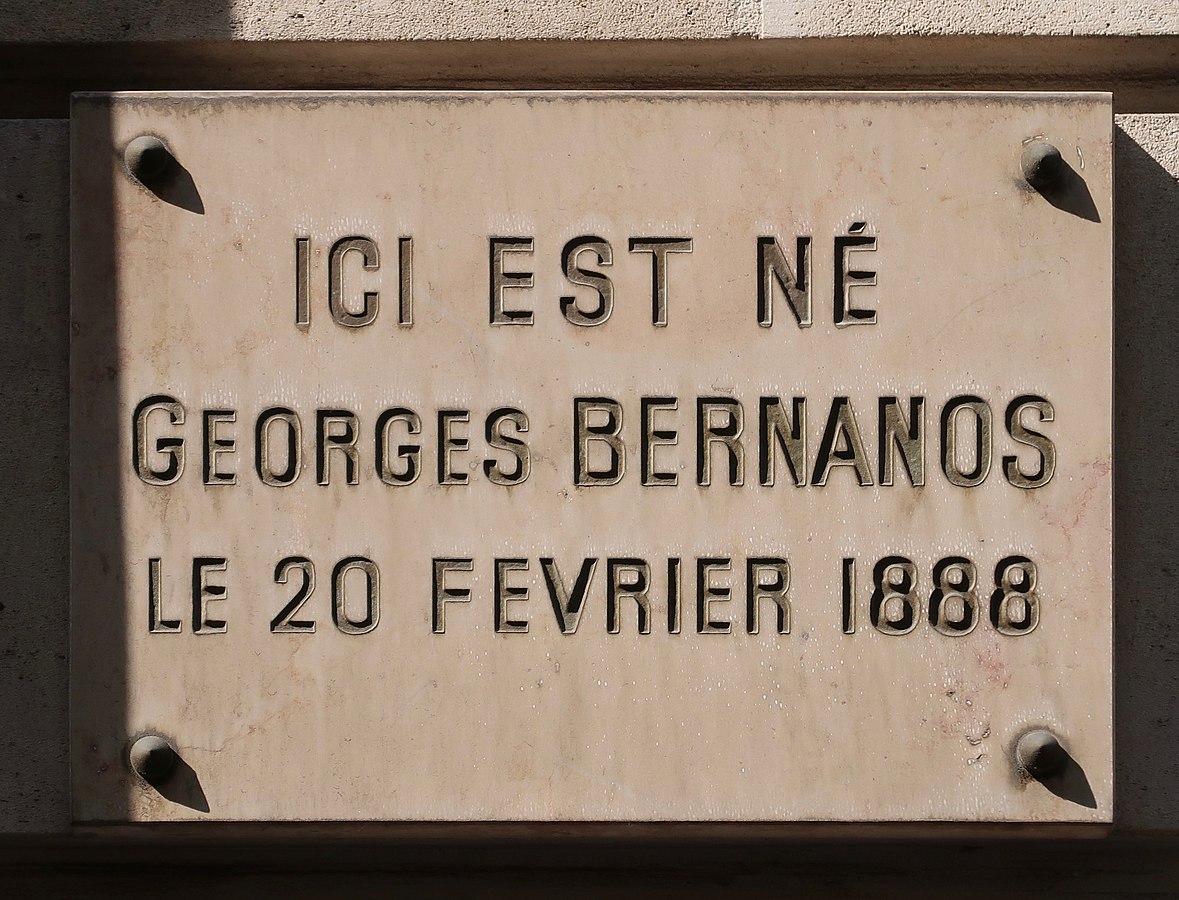 ICI EST NÉ
GEORGES BERNANOS
LE 20 FEVRIER 1888